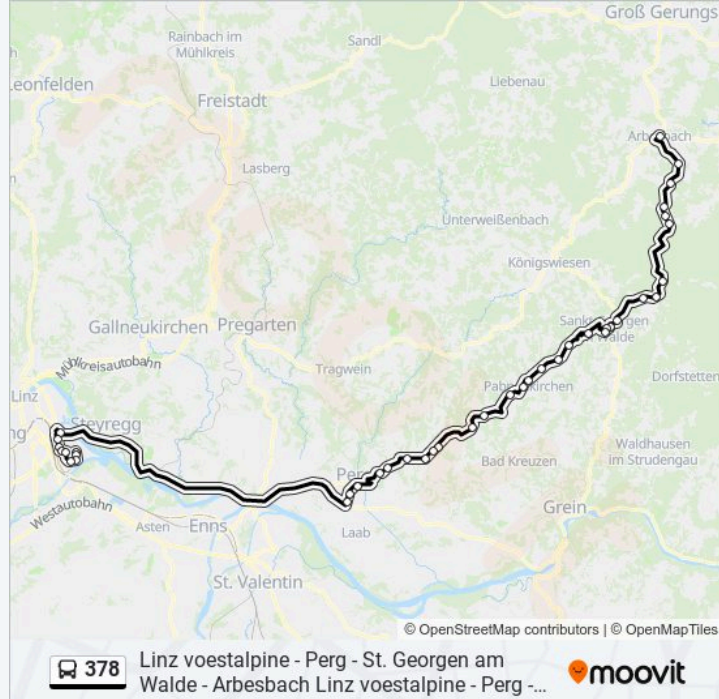 Groß Gerungs
Rainbach im
Mühlkreis
Sandl
Leonfelden
Liebenau
Freistadt
Arbesbach
Lasberg
Unterweißenbach
Königswiesen
Gallneukirchen
Pregarten
Mühlkreisautobahn
Tragwein
Dorfstetten
Linz
Steyregg
Waldhausen
im Strudengau
Bad Kreuzen
Westautobahn
Grein
Enns
Asten
Laab
St. Valentin
© OpenStreetMap contributors | © OpenMapTiles
378
Linz voestalpine - Perg - St. Georgen am
Walde - Arbesbach Linz voestalpine - Perg -...
moovit